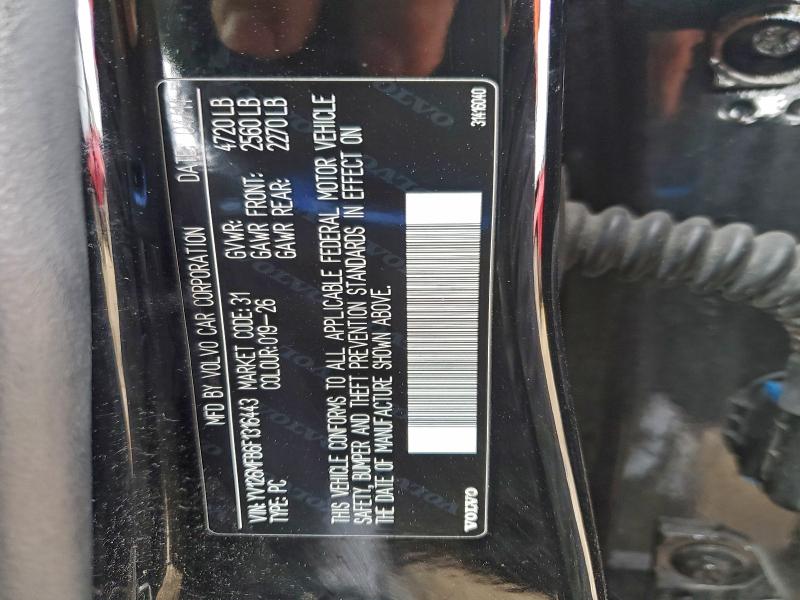 MFD BY VOLVO CAR CORPORATION DATE:
VIN: YV126MFB6F1316443 MARKET CODE: 31 GVWR: 4720 LB
TYPE: PC COLOUR: 019-26 GAWR FRONT: 2560 LB
GAWR REAR: 2270 LB
THIS VEHICLE CONFORMS TO ALL APPLICABLE FEDERAL MOTOR VEHICLE
SAFETY, BUMPER AND THEFT PREVENTION STANDARDS IN EFFECT ON
THE DATE OF MANUFACTURE SHOWN ABOVE.
VOLVO 31416040